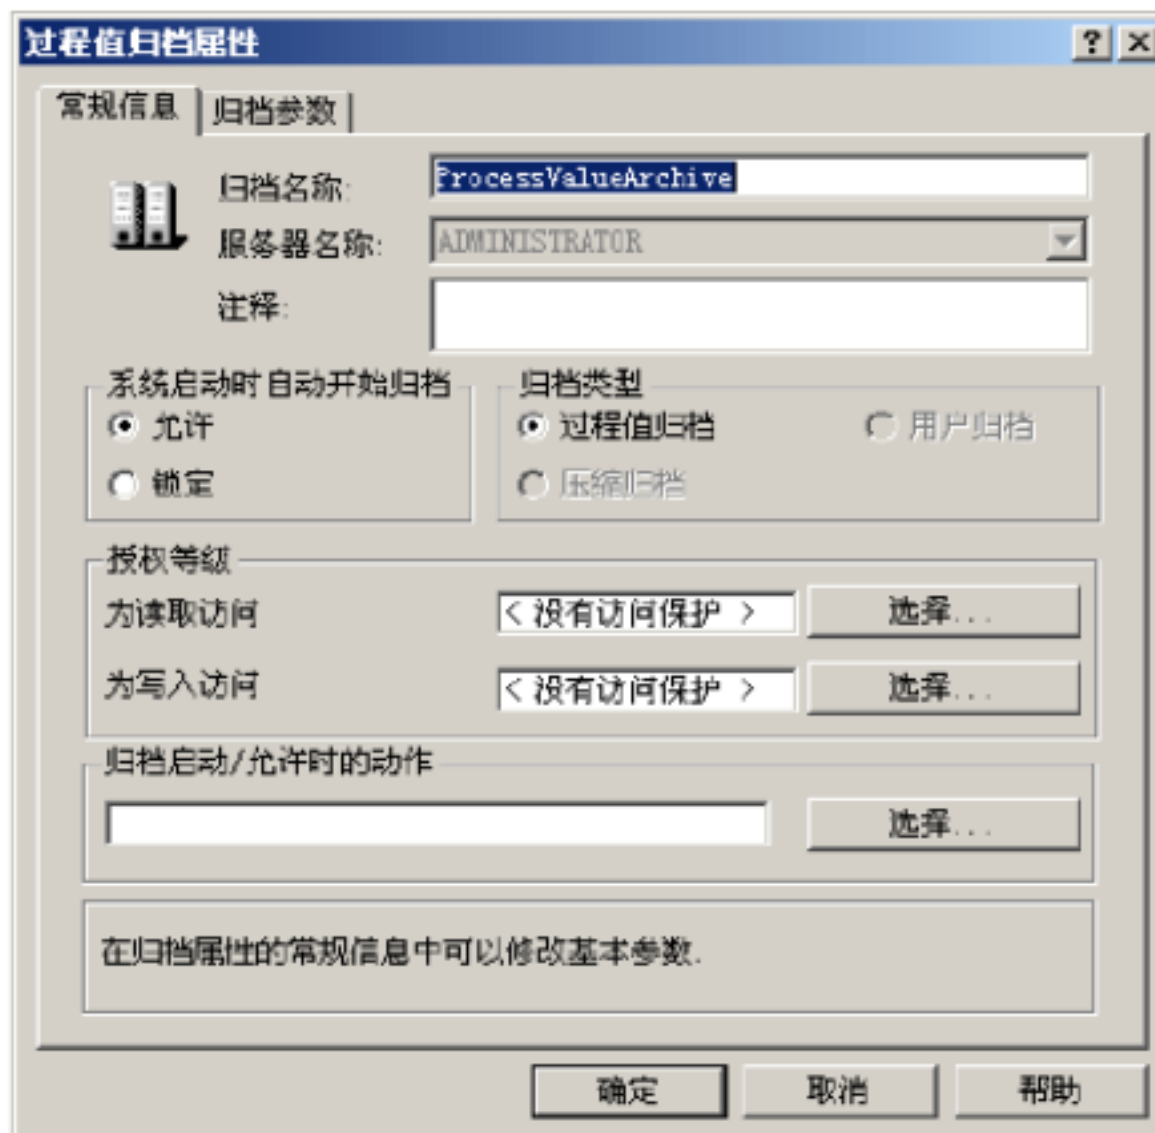 过程值归档属性
常规信息 归档参数
归档名称: ProcessValueArchive
服务器名称: ADMINISTRATOR
注释:
系统启动时自动开始归档 归档类型
允许 过程值归档 用户归档
锁定 压缩归档
授权等级
为读取访问 < 没有访问保护 > 选择...
为写入访问 < 没有访问保护 > 选择...
归档启动/允许时的动作
选择...
在归档属性的常规信息中可以修改基本参数.
确定 取消 帮助